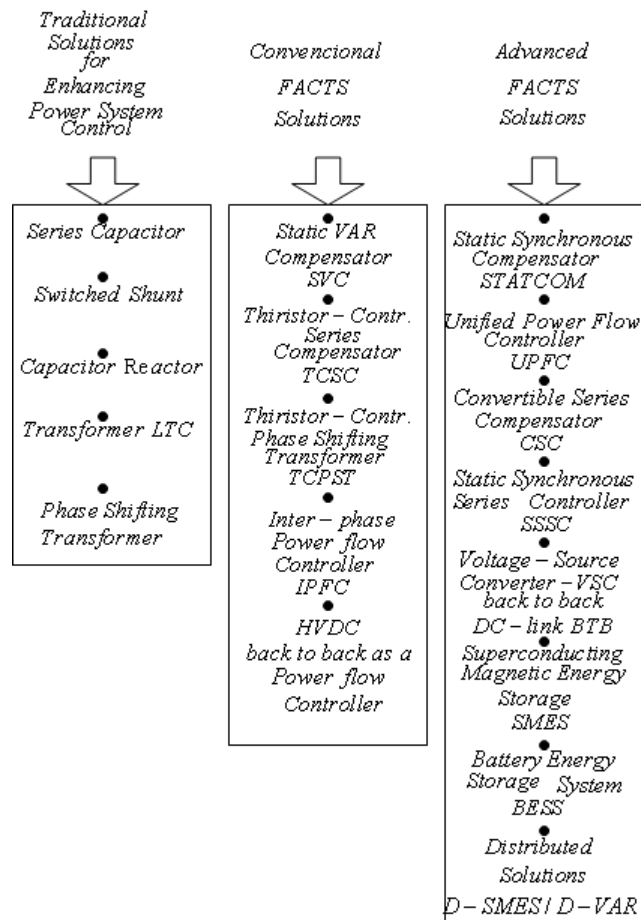 Traditional
Solutions
for
Enhancing
Power System
Control
Series Capacitor
Switched Shunt
Capacitor Reactor
Transformer LTC
Phase Shifting
Transformer
Convencional
FACTS
Solutions
Static VAR
Compensator
SVC
Thiristor-Contr.
Series
Compensator
TCSC
Thiristor-Contr.
Phase Shifting
Transformer
TCPST
Inter-phase
Power flow
Controller
IPFC
HVDC
back to back as a
Power flow
Controller
Advanced
FACTS
Solutions
Static Synchronous
Compensator
STATCOM
Unified Power Flow
Controller
UPFC
Convertible Series
Compensator
CSC
Static Synchronous
Series Controller
SSSC
Voltage-Source
Converter-VSC
back to back
DC-link BTB
Superconducting
Magnetic Energy
Storage
SMES
Battery Energy
Storage System
BESS
Distributed
Solutions
D-SMES / D-VAR